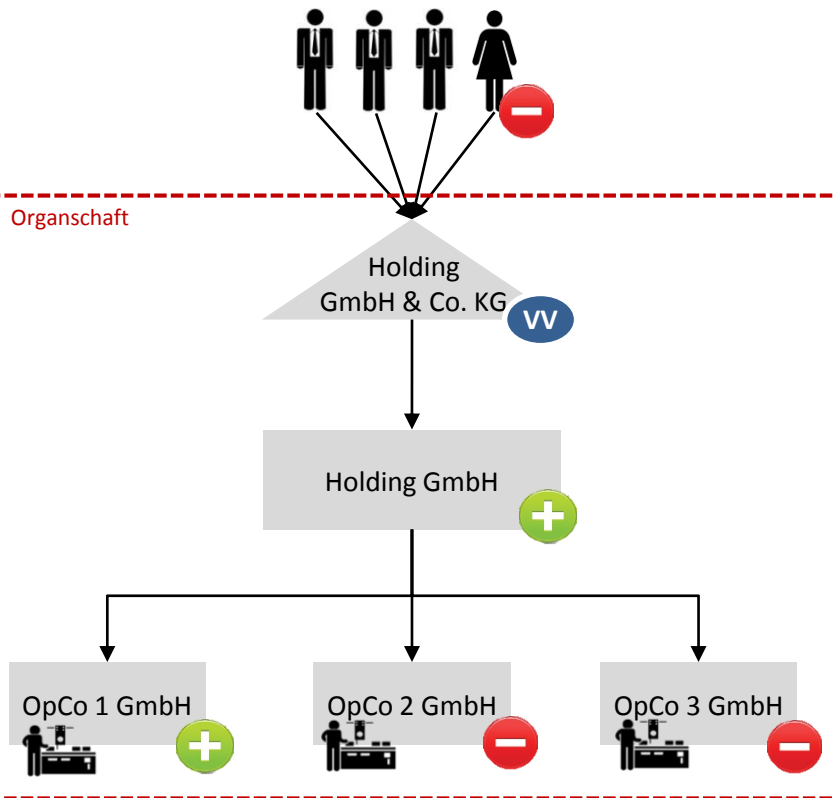 Organschaft
Holding
GmbH & Co. KG
VV
Holding GmbH
OpCo 1 GmbH
OpCo 2 GmbH
OpCo 3 GmbH